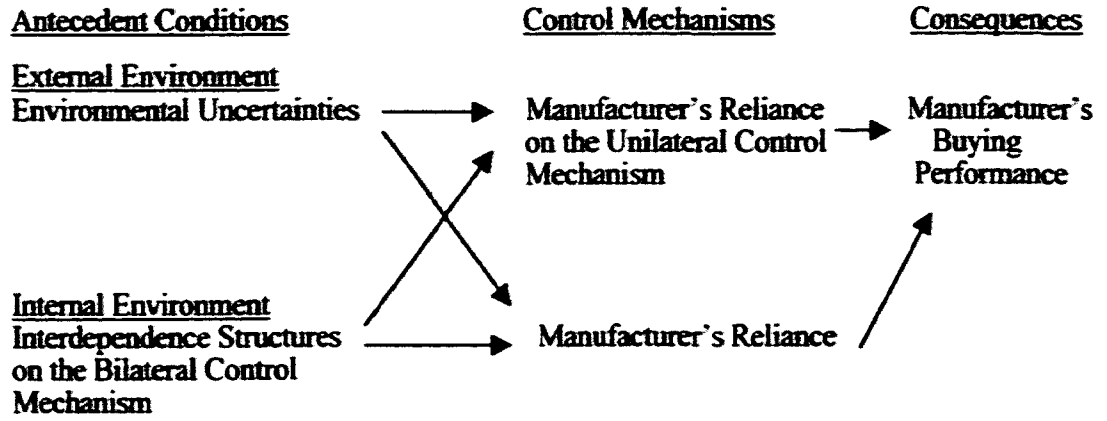 Antecedent Conditions
Control Mechanisms
Consequences
External Environment
Environmental Uncertainties
Manufacturer's Reliance
on the Unilateral Control
Mechanism
Manufacturer's
Buying
Performance
Internal Environment
Interdependence Structures
on the Bilateral Control
Mechanism
Manufacturer's Reliance